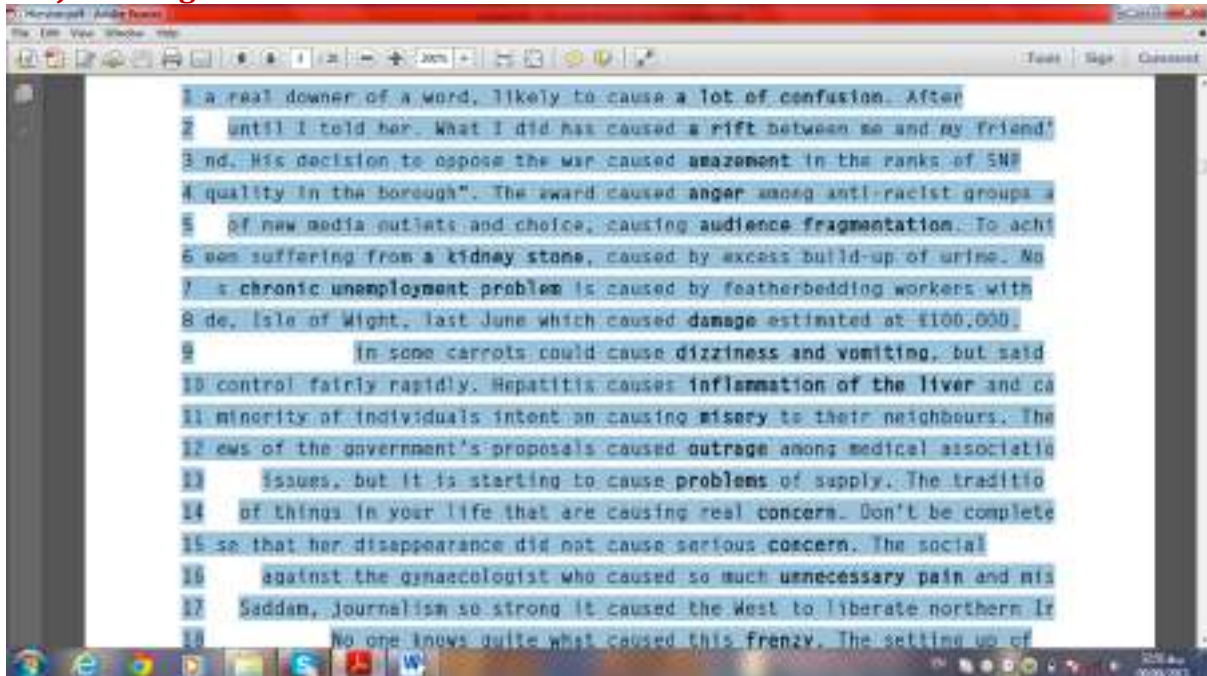 File Edit View Window Help
Tools Sign Comment
1 a real downer of a word, likely to cause a lot of confusion. After
2 until I told her. What I did has caused a rift between me and my friend"
3 nd. His decision to oppose the war caused amazement in the ranks of SNP
4 quality in the borough". The award caused anger among anti-racist groups a
5 of new media outlets and choice, causing audience fragmentation. To achi
6 een suffering from a kidney stone, caused by excess build-up of urine. No
7 s chronic unemployment problem is caused by featherbedding workers with
8 de, Isle of Wight, last June which caused damage estimated at £100,000.
9 in some carrots could cause dizziness and vomiting, but said
10 control fairly rapidly. Hepatitis causes inflammation of the liver and ca
11 minority of individuals intent on causing misery to their neighbours. The
12 ews of the government's proposals caused outrage among medical associatio
13 issues, but it is starting to cause problems of supply. The traditio
14 of things in your life that are causing real concern. Don't be complete
15 se that her disappearance did not cause serious concern. The social
16 against the gynaecologist who caused so much unnecessary pain and mis
17 Saddam, journalism so strong it caused the West to liberate northern Ir
18 No one knows quite what caused this frenzy. The setting up of